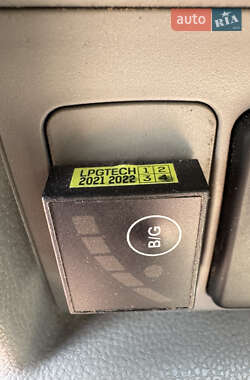 auto RIA
LPGTECH 1 2
2021 2022 3 4
B/G